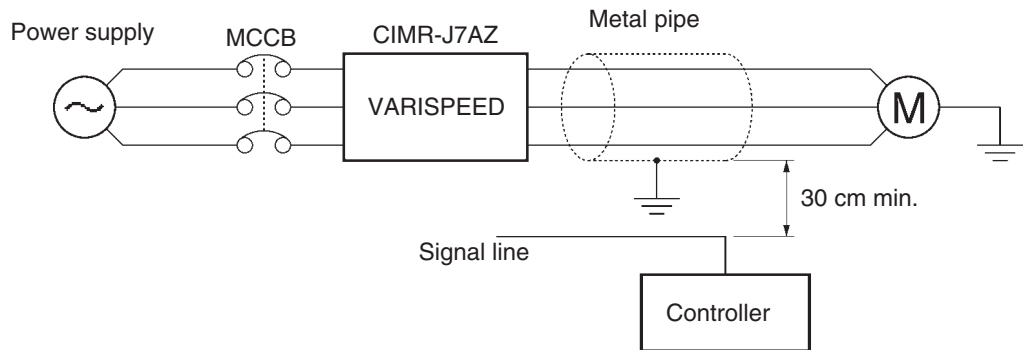 Metal pipe
Power supply
MCCB
CIMR-J7AZ
VARISPEED
M
30 cm min.
Signal line
Controller